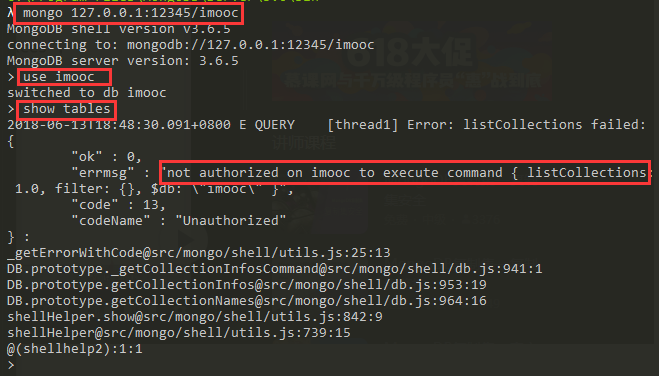 λ mongo 127.0.0.1:12345/imooc
MongoDB shell version v3.6.5
connecting to: mongodb://127.0.0.1:12345/imooc
MongoDB server version: 3.6.5
> use imooc
switched to db imooc
> show tables
2018-06-13T18:48:30.091+0800 E QUERY    [thread1] Error: listCollections failed:
{
        "ok" : 0,
        "errmsg" : "not authorized on imooc to execute command { listCollections:
 1.0, filter: {}, $db: \"imooc\" }",
        "code" : 13,
        "codeName" : "Unauthorized"
} :
_getErrorWithCode@src/mongo/shell/utils.js:25:13
DB.prototype._getCollectionInfosCommand@src/mongo/shell/db.js:941:1
DB.prototype.getCollectionInfos@src/mongo/shell/db.js:953:19
DB.prototype.getCollectionNames@src/mongo/shell/db.js:964:16
shellHelper.show@src/mongo/shell/utils.js:842:9
shellHelper@src/mongo/shell/utils.js:739:15
@(shellhelp2):1:1
>